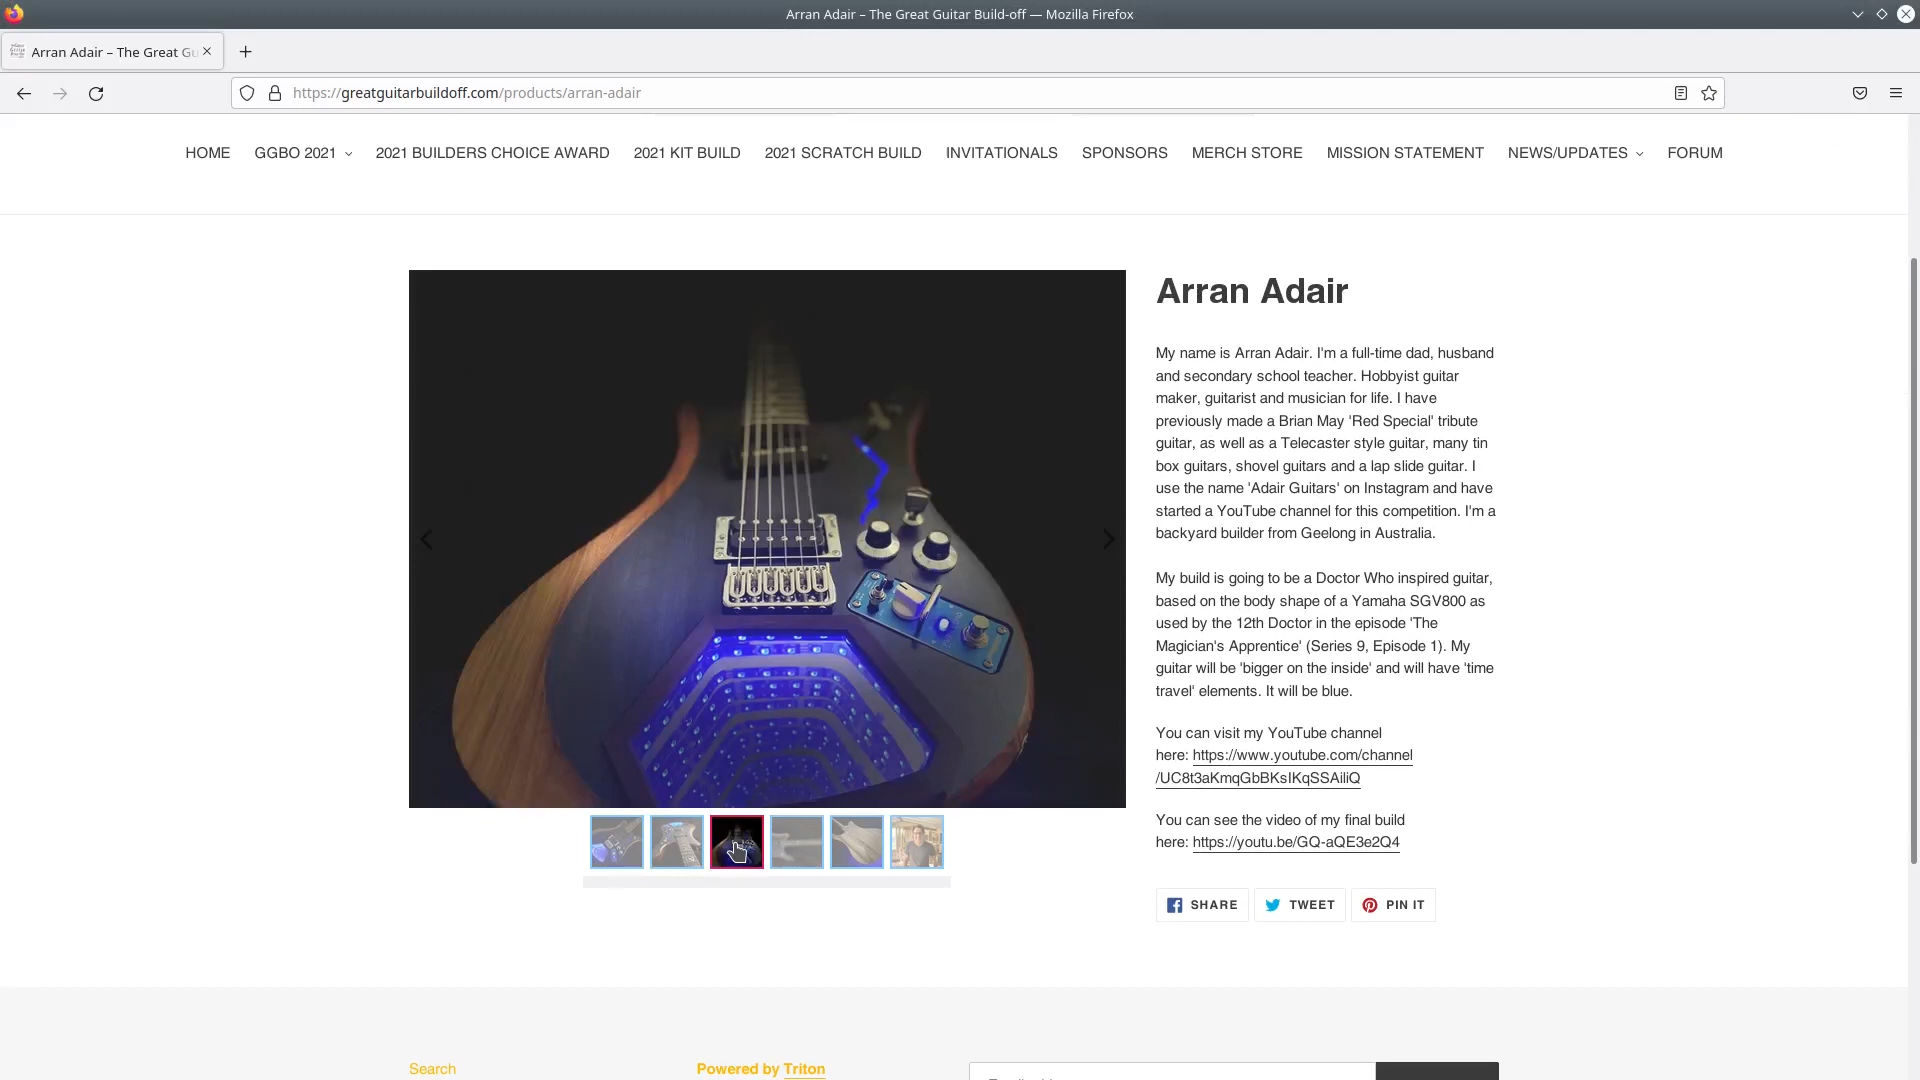 Arran Adair – The Great Guitar Build-off — Mozilla Firefox
Arran Adair – The Great Gu
https://greatguitarbuildoff.com/products/arran-adair
HOME GGBO 2021 2021 BUILDERS CHOICE AWARD 2021 KIT BUILD 2021 SCRATCH BUILD INVITATIONALS SPONSORS MERCH STORE MISSION STATEMENT NEWS/UPDATES FORUM
Arran Adair
My name is Arran Adair. I'm a full-time dad, husband
and secondary school teacher. Hobbyist guitar
maker, guitarist and musician for life. I have
previously made a Brian May 'Red Special' tribute
guitar, as well as a Telecaster style guitar, many tin
box guitars, shovel guitars and a lap slide guitar. I
use the name 'Adair Guitars' on Instagram and have
started a YouTube channel for this competition. I'm a
backyard builder from Geelong in Australia.
My build is going to be a Doctor Who inspired guitar,
based on the body shape of a Yamaha SGV800 as
used by the 12th Doctor in the episode 'The
Magician's Apprentice' (Series 9, Episode 1). My
guitar will be 'bigger on the inside' and will have 'time
travel' elements. It will be blue.
You can visit my YouTube channel
here: https://www.youtube.com/channel
/UC8t3aKmqGbBKsIKqSSAiliQ
You can see the video of my final build
here: https://youtu.be/GQ-aQE3e2Q4
SHARE TWEET PIN IT
Search
Powered by Triton